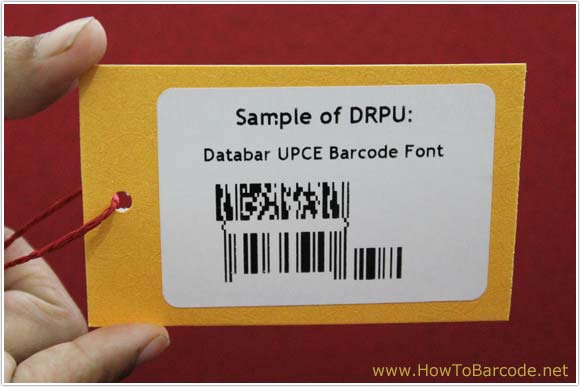 Sample of DRPU:
Databar UPCE Barcode Font
www.HowToBarcode.net